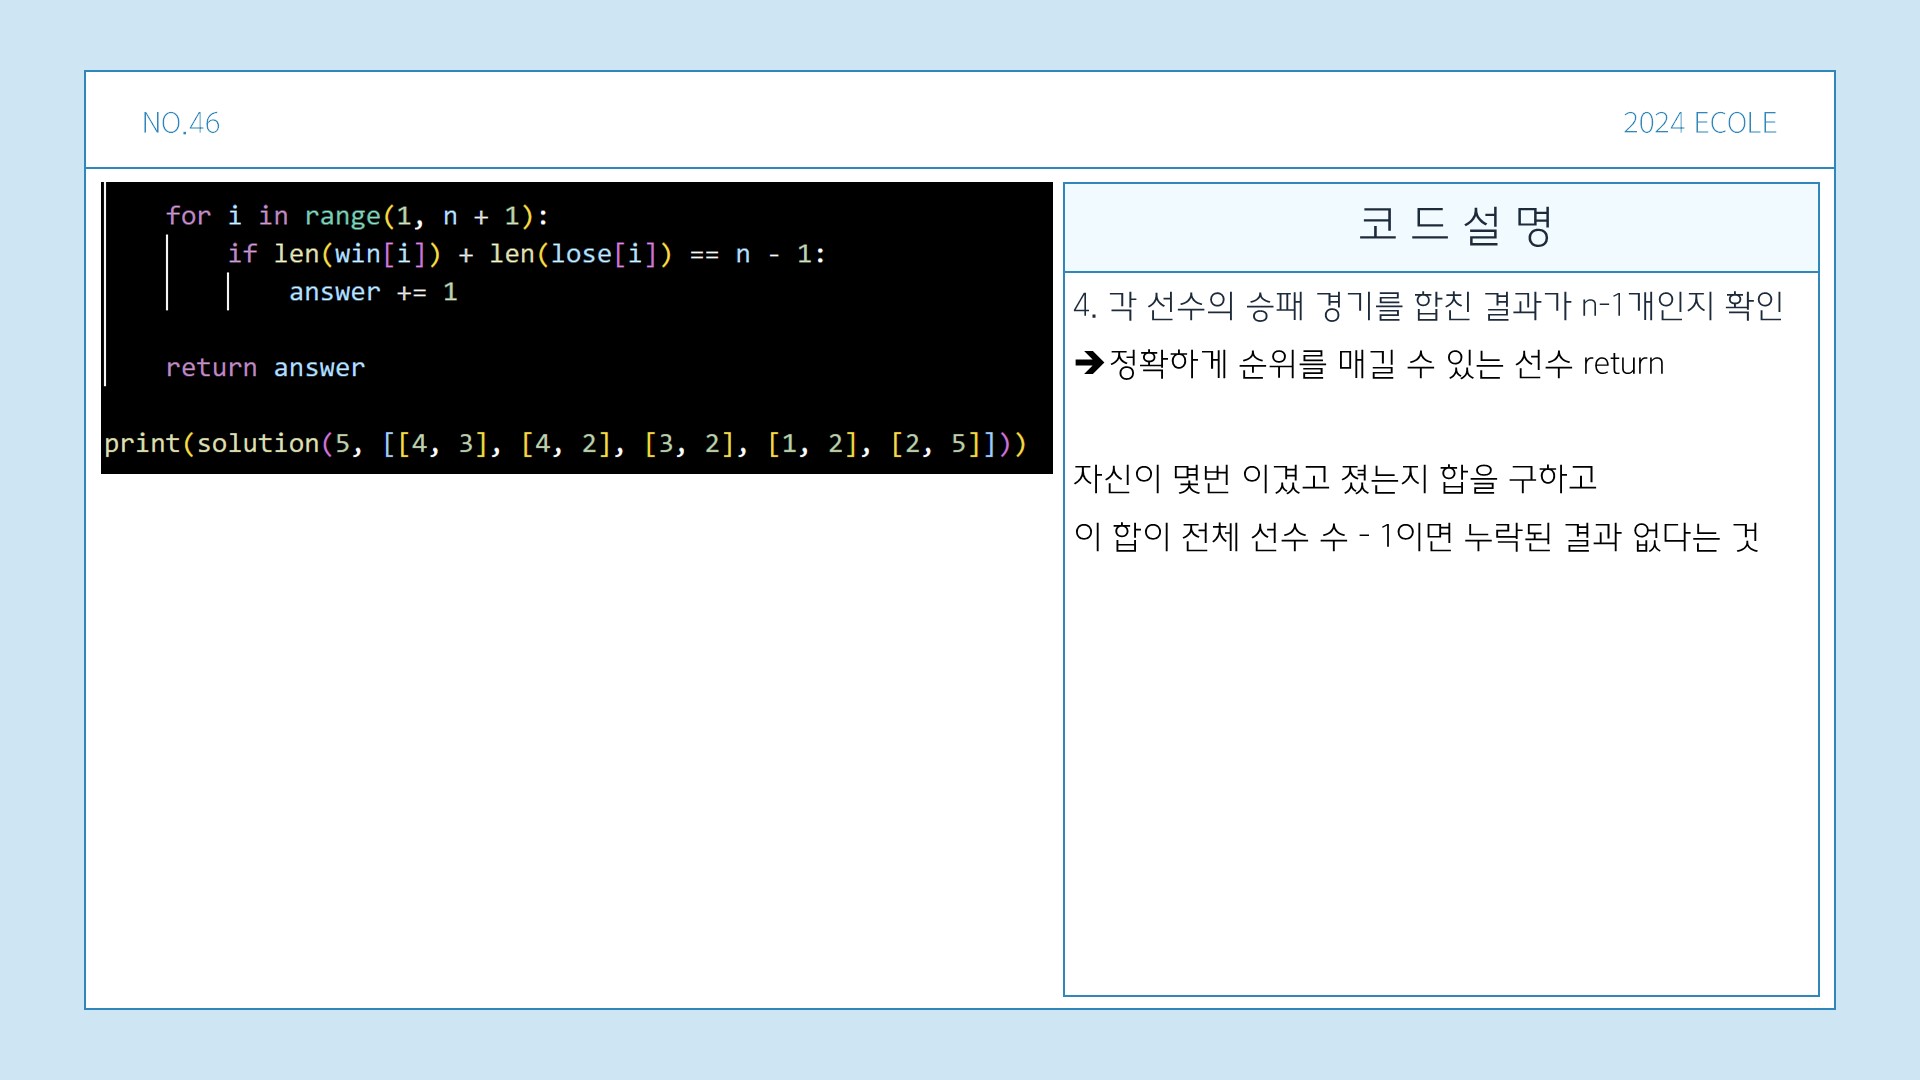 NO.46
2024 ECOLE
for i in range(1, n + 1):
if len(win[i]) + len(lose[i]) == n - 1:
answer += 1
return answer
print(solution(5, [[4, 3], [4, 2], [3, 2], [1, 2], [2, 5]]))
코드설명
4. 각 선수의 승패 경기를 합친 결과가 n-1개인지 확인
➔정확하게 순위를 매길 수 있는 선수 return
자신이 몇번 이겼고 졌는지 합을 구하고
이 합이 전체 선수 수 - 1이면 누락된 결과 없다는 것